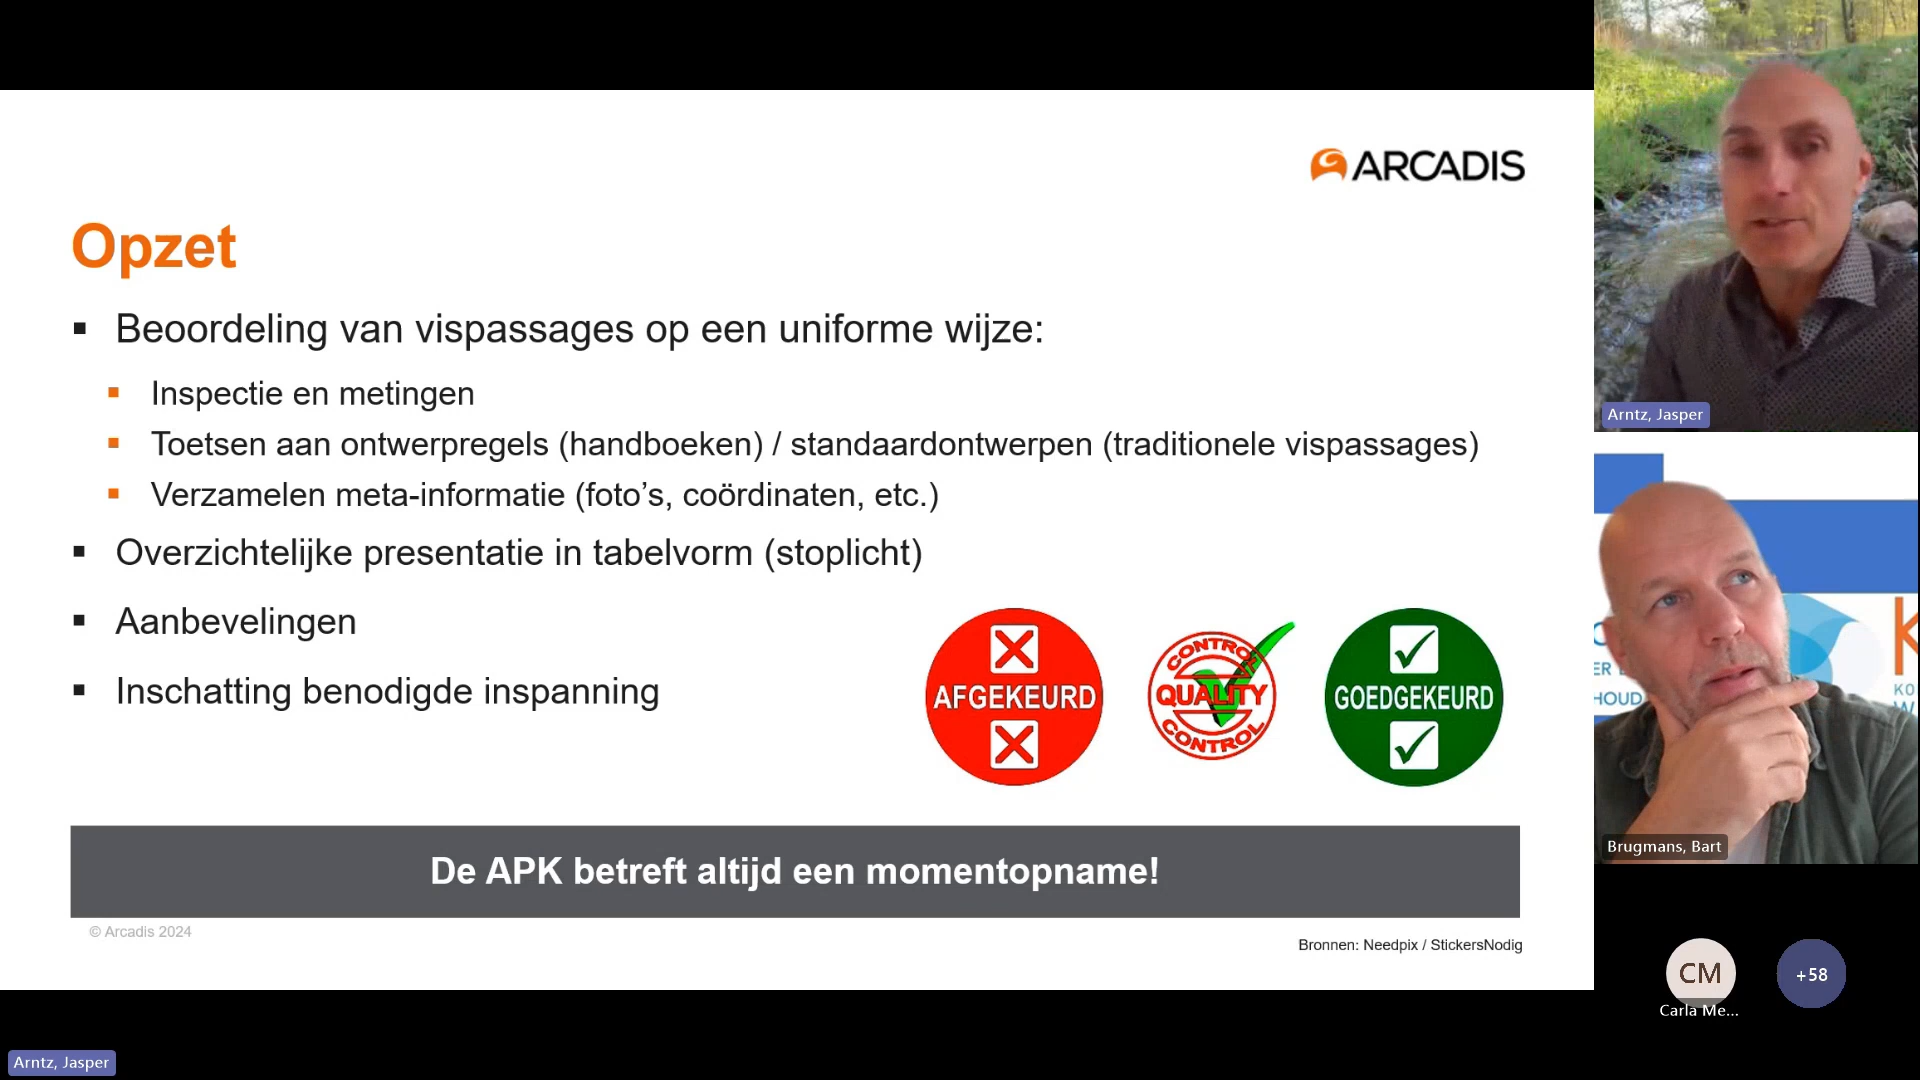 ARCADIS
Opzet
Beoordeling van vispassages op een uniforme wijze:
Inspectie en metingen
Toetsen aan ontwerpregels (handboeken) / standaardontwerpen (traditionele vispassages)
Verzamelen meta-informatie (foto’s, coördinaten, etc.)
Overzichtelijke presentatie in tabelvorm (stoplicht)
Aanbevelingen
Inschatting benodigde inspanning
AFGEKEURD
CONTROL
QUALITY
CONTROL
GOEDGEKEURD
De APK betreft altijd een momentopname!
© Arcadis 2024
Bronnen: Needpix / StickersNodig
Arntz, Jasper
ER
HOUD
K
KO
W
Brugmans, Bart
CM
Carla Me...
+58
Arntz, Jasper